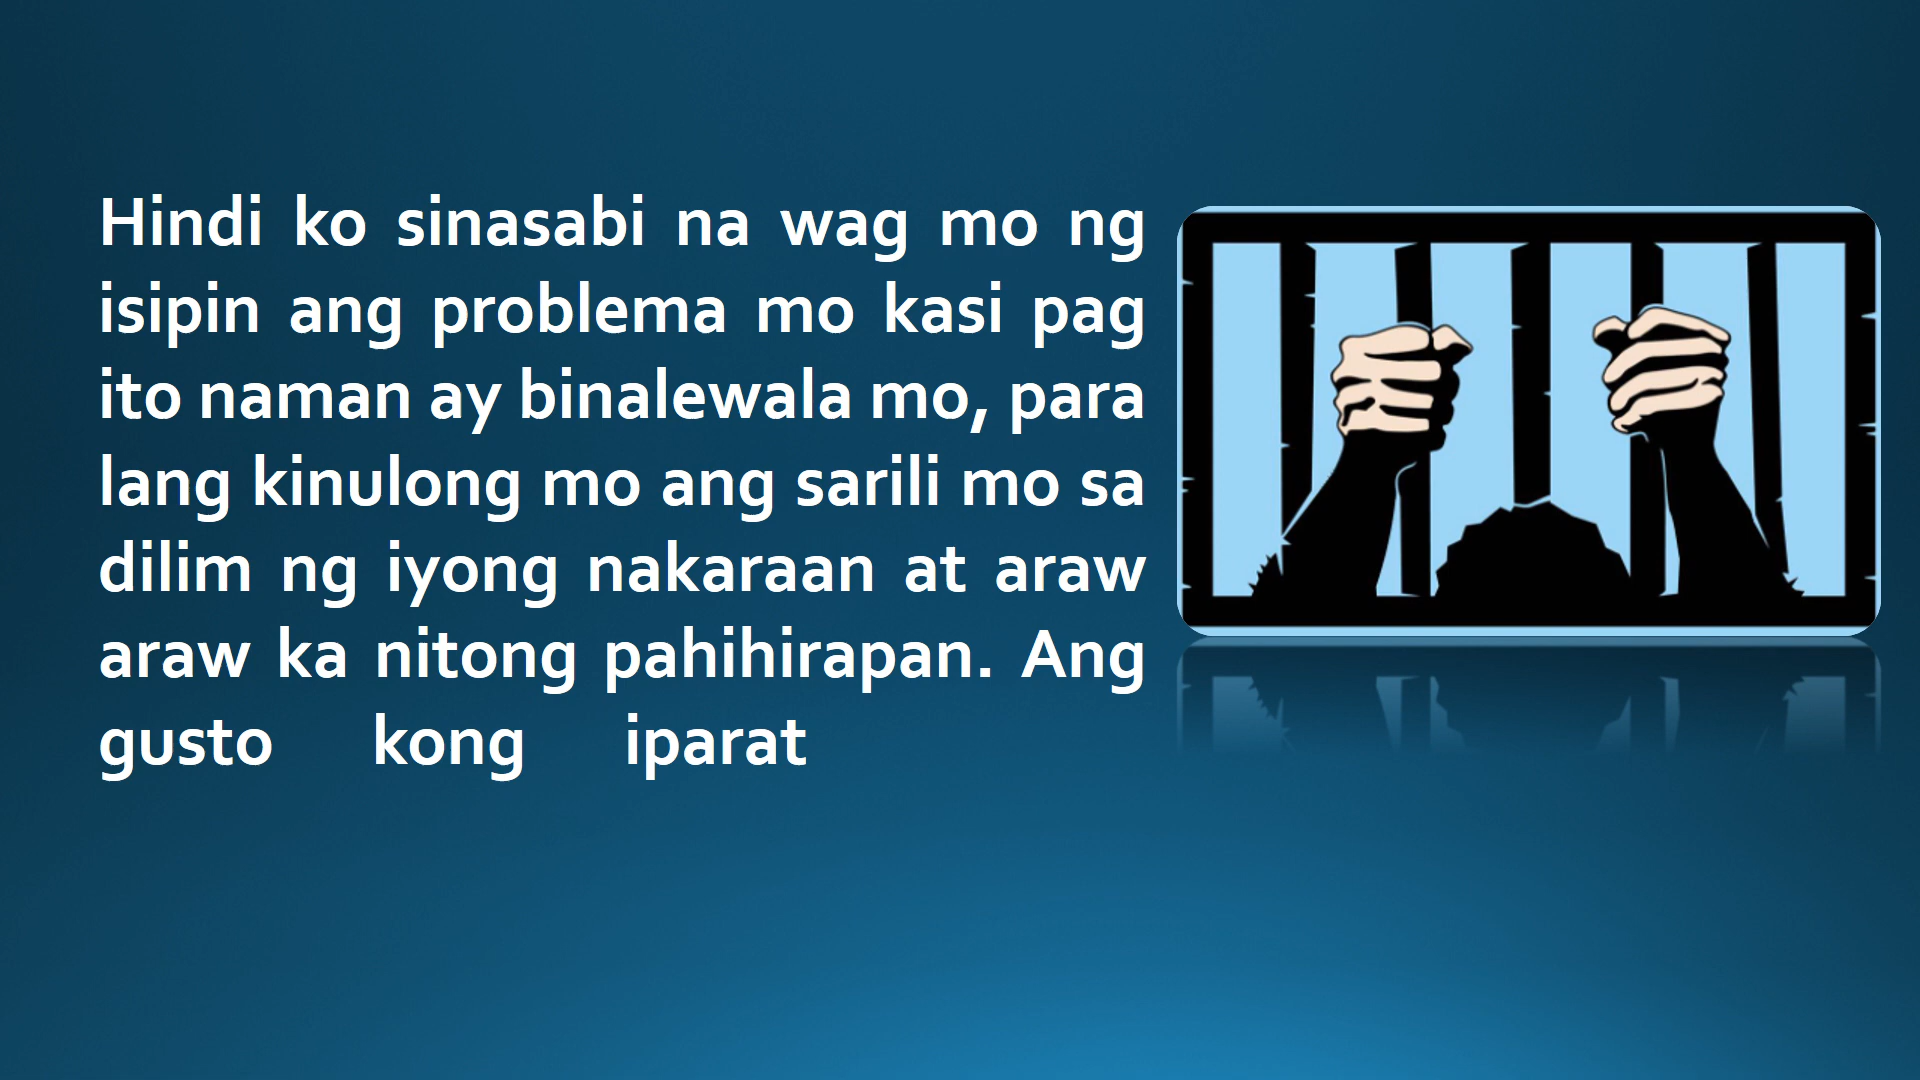 Hindi ko sinasabi na wag mo ng
isipin ang problema mo kasi pag
ito naman ay binalewala mo, para
lang kinulong mo ang sarili mo sa
dilim ng iyong nakaraan at araw
araw ka nitong pahihirapan. Ang
gusto kong iparat